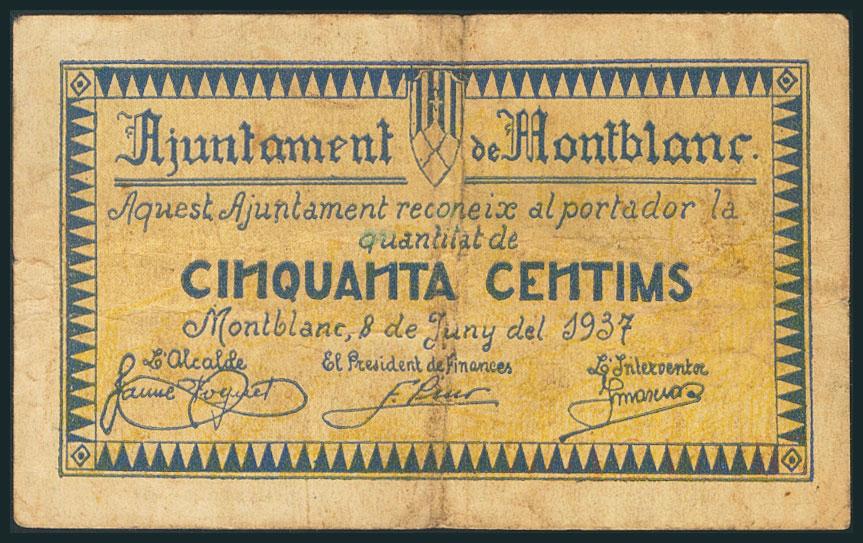 Ajuntament de Montblanc.
Aquest Ajuntament reconeix al portador la
quantitat de
CINQUANTA CENTIMS
Montblanc, 8 de Juny del 1937
L'Alcalde El President de Finances L'Interventor
Jaume